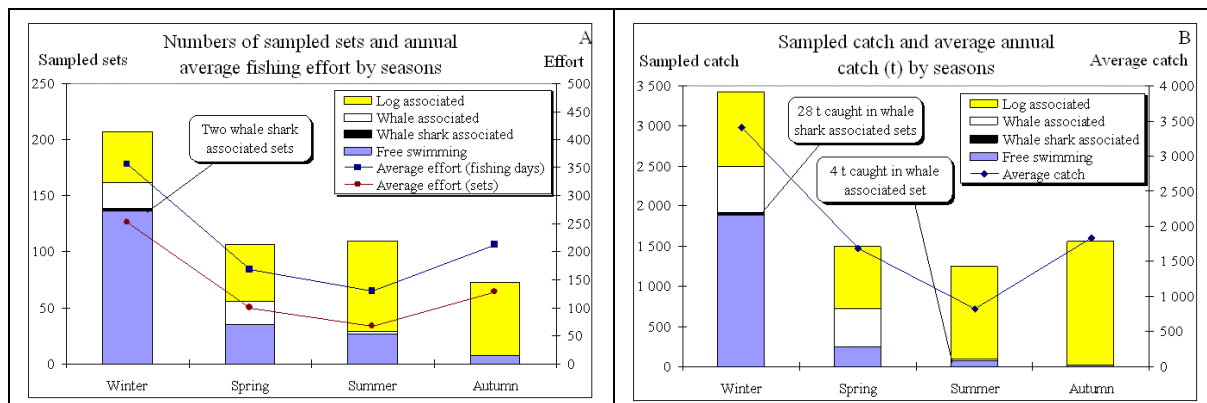 Numbers of sampled sets and annual
average fishing effort by seasons
A
Sampled sets
Effort
250
200
150
100
50
0
500
450
400
350
300
250
200
150
100
50
0
Log associated
Whale associated
Whale shark associated
Free swimming
Average effort (fishing days)
Average effort (sets)
Two whale shark
associated sets
Winter
Spring
Summer
Autumn
Sampled catch and average annual
catch (t) by seasons
B
Sampled catch
Average catch
3 500
3 000
2 500
2 000
1 500
1 000
500
0
4 000
3 500
3 000
2 500
2 000
1 500
1 000
500
0
28 t caught in whale
shark associated sets
4 t caught in whale
associated set
Log associated
Whale associated
Whale shark associated
Free swimming
Average catch
Winter
Spring
Summer
Autumn